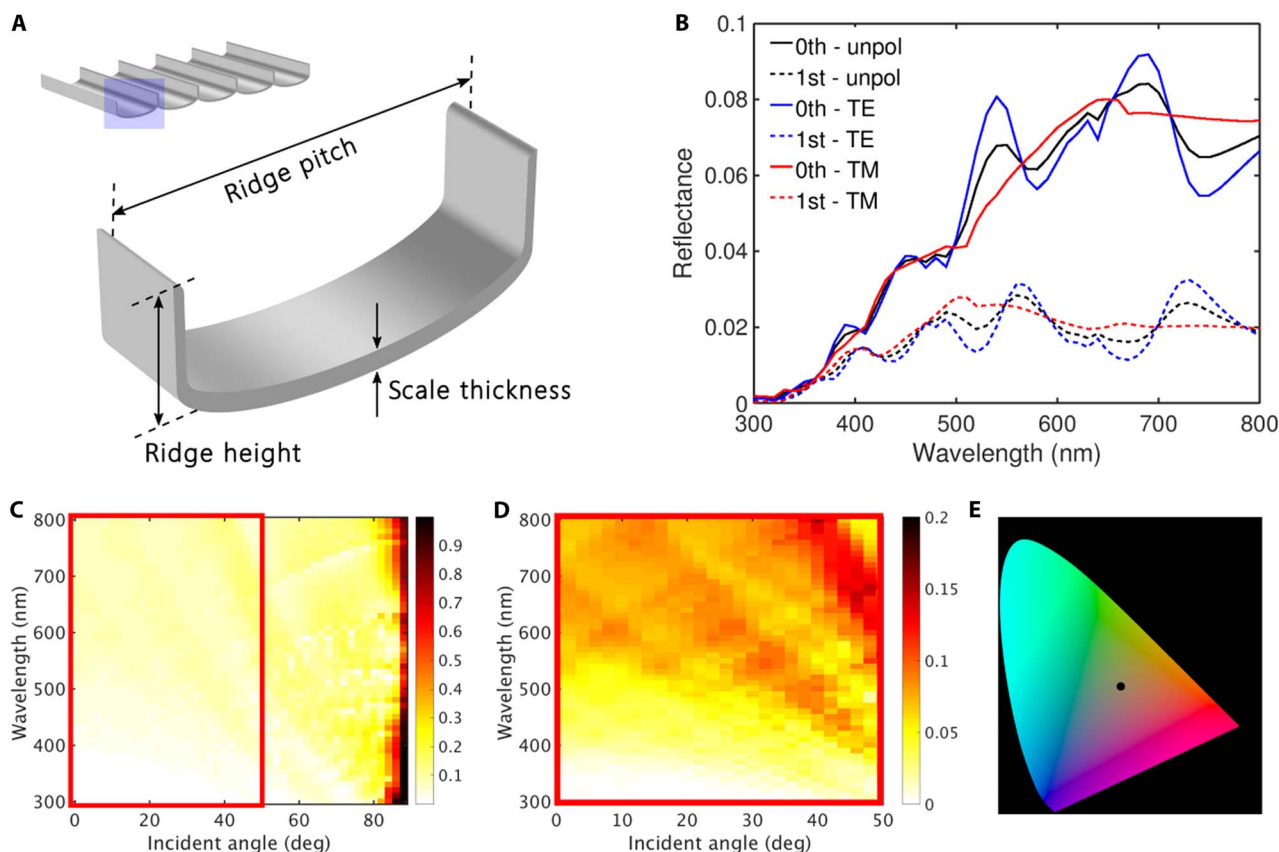 A
Ridge pitch
Scale thickness
Ridge height
B
0.1
0.08
0.06
0.04
0.02
0
Reflectance
0th - unpol
1st - unpol
0th - TE
1st - TE
0th - TM
1st - TM
300 400 500 600 700 800
Wavelength (nm)
C
800
700
600
500
400
300
Wavelength (nm)
0 20 40 60 80
Incident angle (deg)
0.9
0.8
0.7
0.6
0.5
0.4
0.3
0.2
0.1
D
800
700
600
500
400
300
Wavelength (nm)
0 10 20 30 40 50
Incident angle (deg)
0.2
0.15
0.1
0.05
0
E